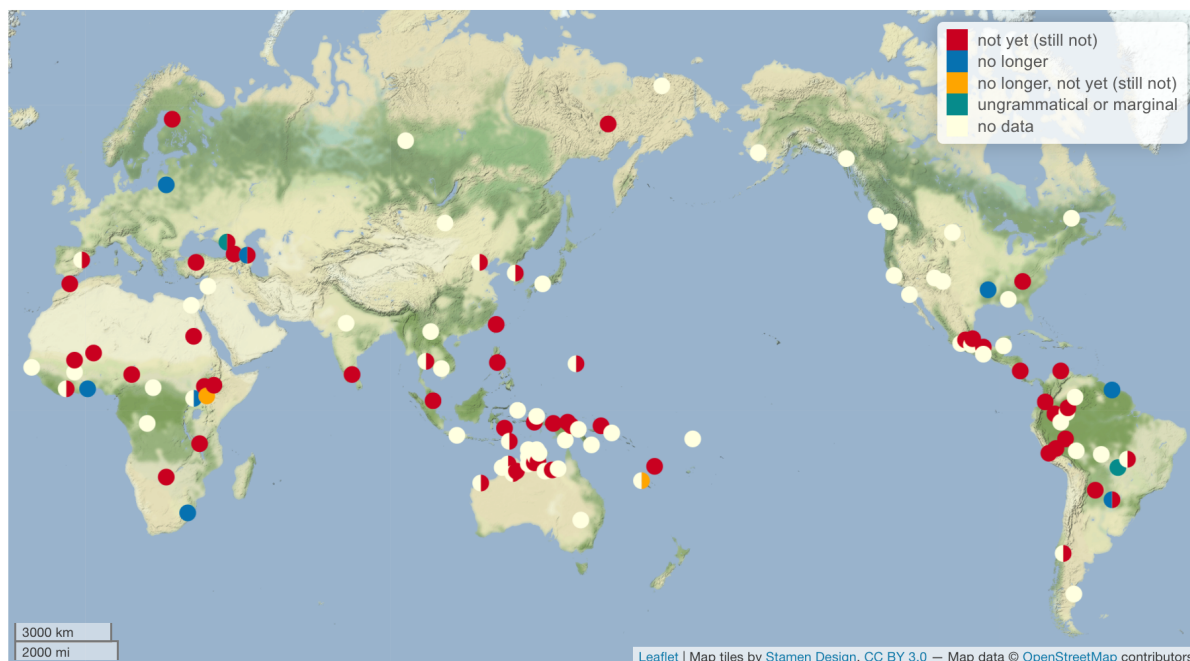 not yet (still not)
no longer
no longer, not yet (still not)
ungrammatical or marginal
no data
3000 km
2000 mi
Leaflet | Map tiles by Stamen Design, CC BY 3.0 — Map data © OpenStreetMap contributors